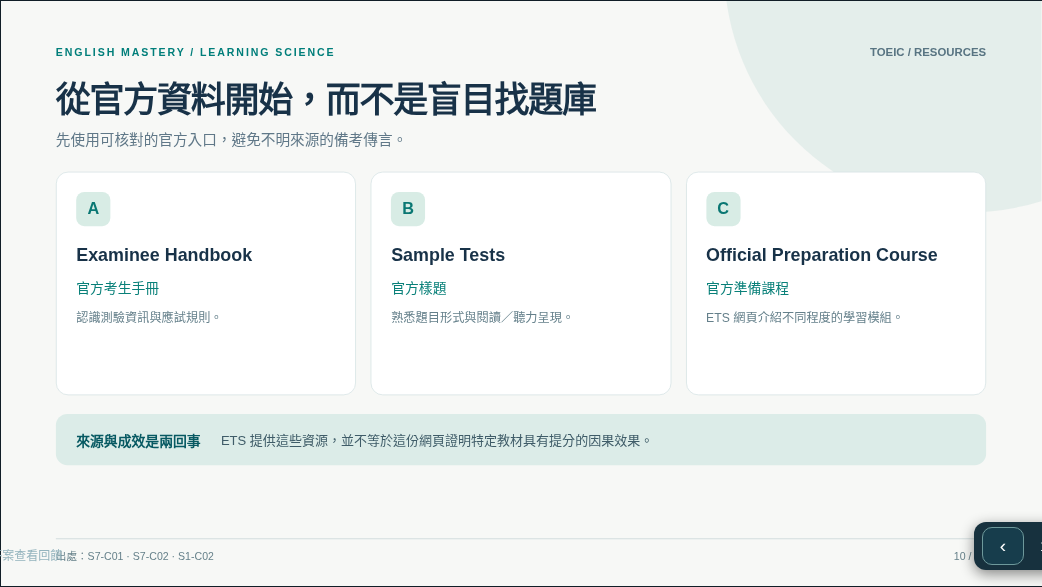 ENGLISH MASTERY / LEARNING SCIENCE
TOEIC / RESOURCES
從官方資料開始，而不是盲目找題庫
先使用可核對的官方入口，避免不明來源的備考傳言。
A
Examinee Handbook
官方考生手冊
認識測驗資訊與應試規則。
B
Sample Tests
官方樣題
熟悉題目形式與閱讀／聽力呈現。
C
Official Preparation Course
官方準備課程
ETS 網頁介紹不同程度的學習模組。
來源與成效是兩回事
ETS 提供這些資源，並不等於這份網頁證明特定教材具有提分的因果效果。
案查看回饋
出處：S7-C01 · S7-C02 · S1-C02
10 /
‹